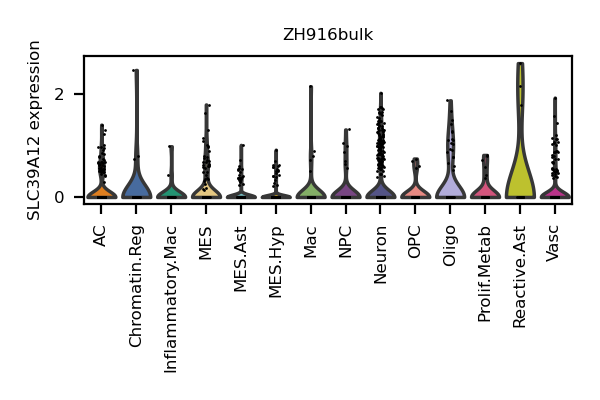 ZH916bulk
SLC39A12 expression
2
0
AC
Chromatin.Reg
Inflammatory.Mac
MES
MES.Ast
MES.Hyp
Mac
NPC
Neuron
OPC
Oligo
Prolif.Metab
Reactive.Ast
Vasc